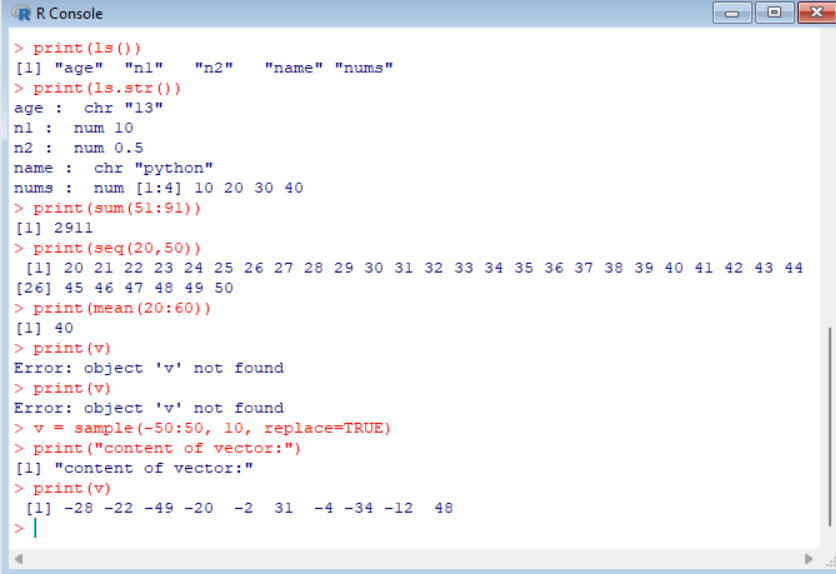 R Console
> print(ls())
[1] "age"  "n1"   "n2"   "name" "nums"
> print(ls.str())
age :  chr "13"
n1 :  num 10
n2 :  num 0.5
name :  chr "python"
nums :  num [1:4] 10 20 30 40
> print(sum(51:91))
[1] 2911
> print(seq(20,50))
 [1] 20 21 22 23 24 25 26 27 28 29 30 31 32 33 34 35 36 37 38 39 40 41 42 43 44
[26] 45 46 47 48 49 50
> print(mean(20:60))
[1] 40
> print(v)
Error: object 'v' not found
> print(v)
Error: object 'v' not found
> v = sample(-50:50, 10, replace=TRUE)
> print("content of vector:")
[1] "content of vector:"
> print(v)
 [1] -28 -22 -49 -20  -2  31  -4 -34 -12  48
>